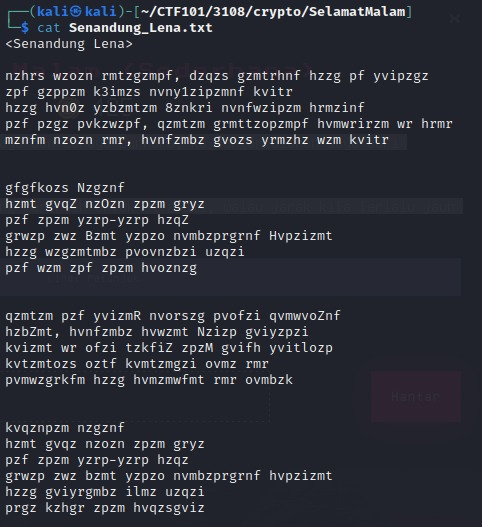 ┌──(kali㉿kali)-[~/CTF101/3108/crypto/SelamatMalam]
└─$ cat Senandung_Lena.txt
<Senandung Lena>
nzhrs wzozn rmtzgzmpf, dzqzs gzmtrhnf hzzg pf yvipzgz
zpf gzppzm k3imzs nvny1zipzmnf kvitr
hzzg hvn0z yzbzmtzm 8znkri nvnfwzipzm hrmzinf
pzf pzgz pvkzwzpf, qzmtzm grmttzopzmpf hvmwrirzm wr hrmr
mznfm nzozn rmr, hvnfzmbz gvozs yrmzhz wzm kvitr
gfgfkozs Nzgznf
hzmt gvqZ nzOzn zpzm gryz
pzf zpzm yzrp-yzrp hzqZ
grwzp zwz Bzmt yzpzo nvmbzprgrnf Hvpzizmt
hzzg wzgzmtmbz pvovnzbzi uzqzi
pzf wzm zpf zpzm hvoznzg
qzmtzm pzf yvizmR nvorszg pvofzi qvmwvoZnf
hzbZmt, hvnfzmbz hvwzmt Nzizp gviyzpzi
kvizmt wr ofzi tzkfiZ zpzM gvifh yvitlozp
kvtzmtozs oztf kvmtzmgzi ovmz rmr
pvmwzgrkfm hzzg hvmzmwfmt rmr ovmbzk
kvqznpzm nzgznf
hzmt gvqz nzozn zpzm gryz
pzf zpzm yzrp-yzrp hzqz
grwzp zwz bzmt yzpzo nvmbzprgrnf hvpzizmt
hzzg gviyrgmbz ilmz uzqzi
prgz kzhgr zpzm hvqzsgviz